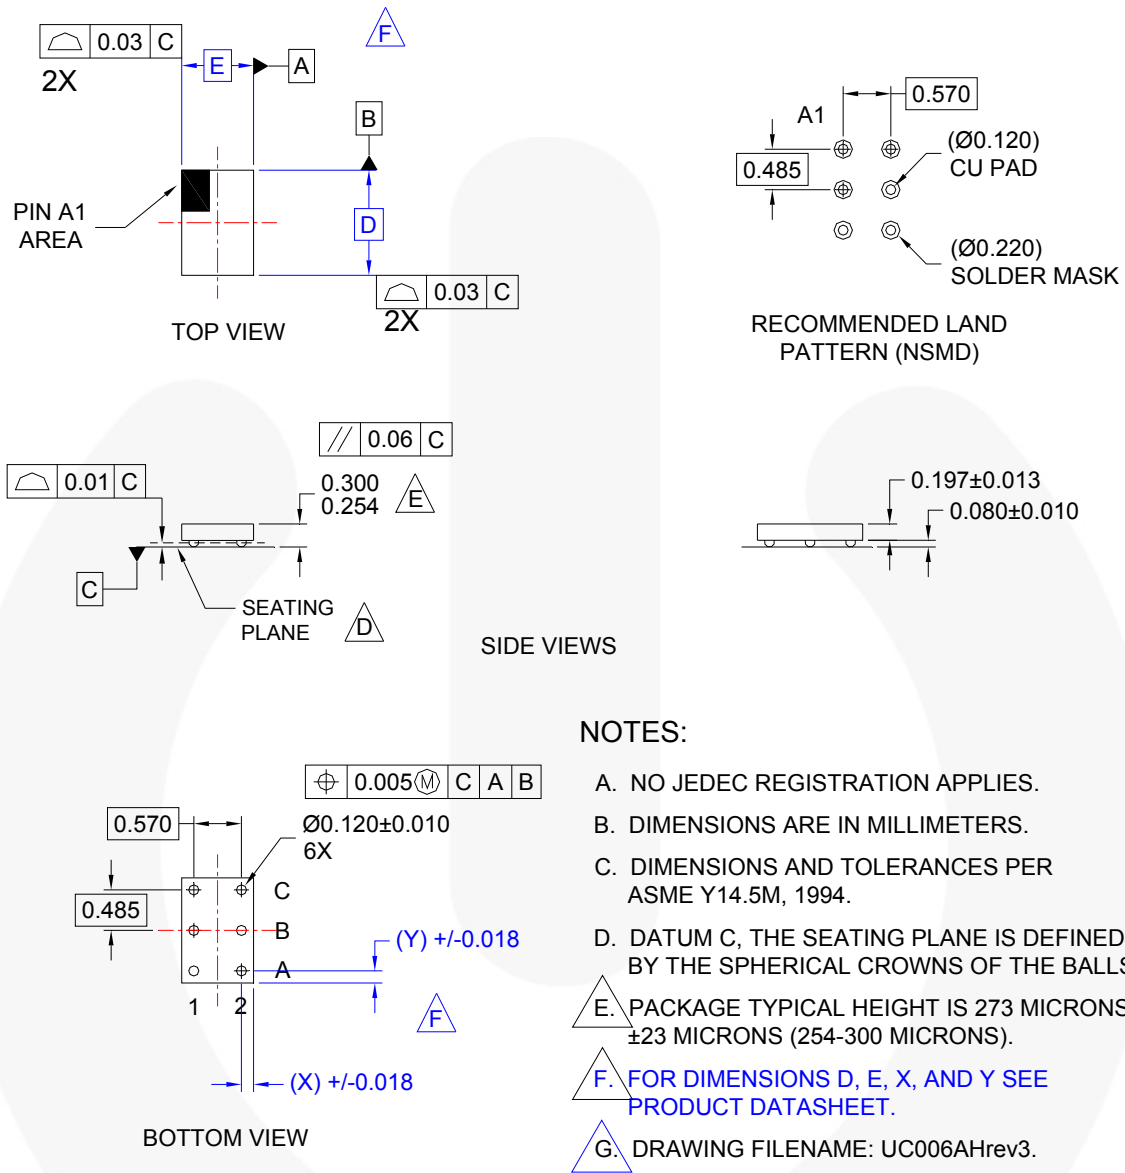 0.03 C
2X
E
A
F
B
PIN A1
AREA
D
0.03 C
2X
TOP VIEW
A1
0.570
0.485
(Ø0.120)
CU PAD
(Ø0.220)
SOLDER MASK
RECOMMENDED LAND
PATTERN (NSMD)
// 0.06 C
0.01 C
0.300
0.254
E
C
SEATING
PLANE
D
0.197±0.013
0.080±0.010
SIDE VIEWS
0.005 M C A B
0.570
Ø0.120±0.010
6X
0.485
C
B
A
1 2
(Y) +/-0.018
F
(X) +/-0.018
BOTTOM VIEW
NOTES:
A. NO JEDEC REGISTRATION APPLIES.
B. DIMENSIONS ARE IN MILLIMETERS.
C. DIMENSIONS AND TOLERANCES PER
ASME Y14.5M, 1994.
D. DATUM C, THE SEATING PLANE IS DEFINED
BY THE SPHERICAL CROWNS OF THE BALLS
E. PACKAGE TYPICAL HEIGHT IS 273 MICRONS
±23 MICRONS (254-300 MICRONS).
F. FOR DIMENSIONS D, E, X, AND Y SEE
PRODUCT DATASHEET.
G. DRAWING FILENAME: UC006AHrev3.